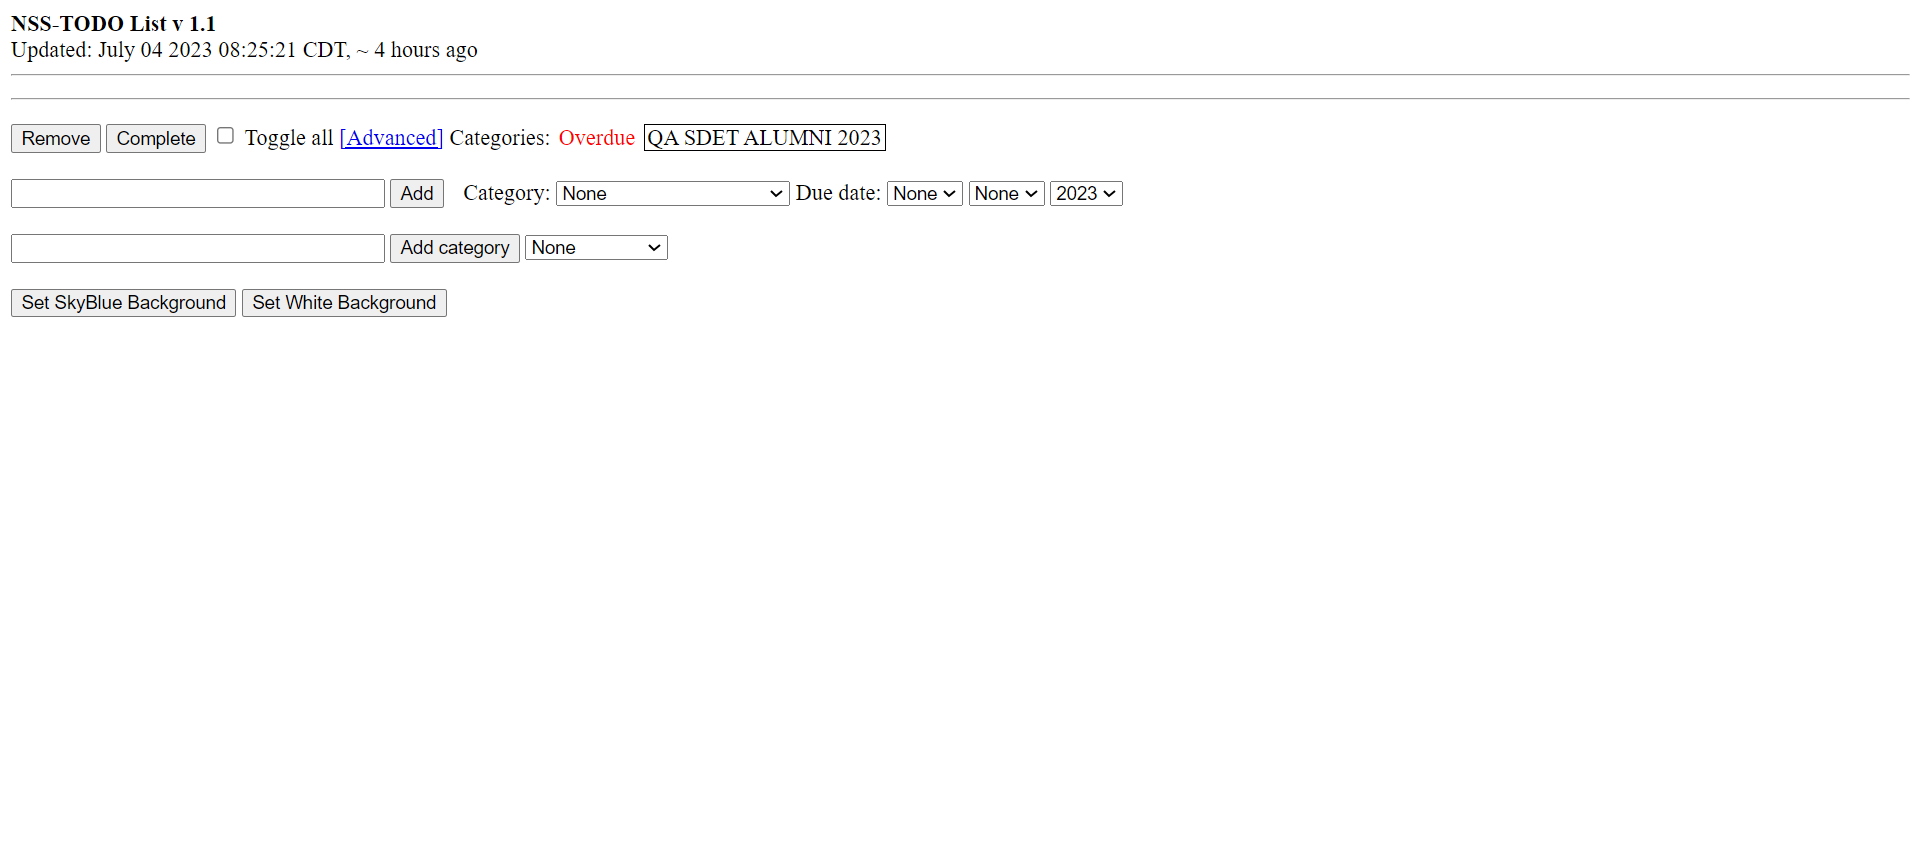 NSS-TODO List v 1.1
Updated: July 04 2023 08:25:21 CDT, ~ 4 hours ago
Remove Complete Toggle all [Advanced] Categories: Overdue QA SDET ALUMNI 2023
Add Category: None Due date: None None 2023
Add category None
Set SkyBlue Background Set White Background